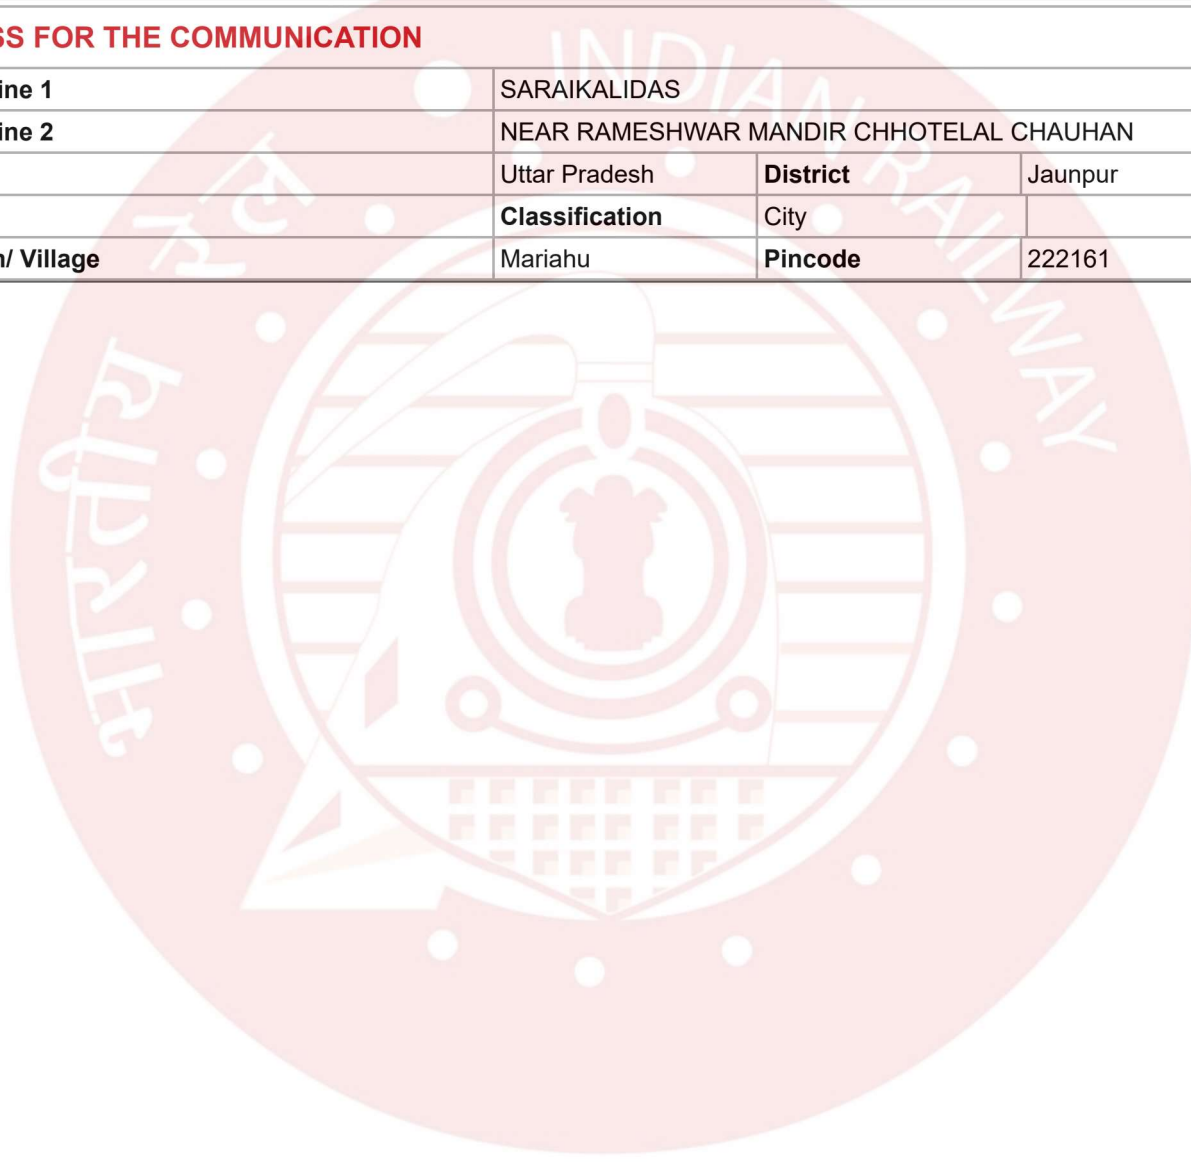 SS FOR THE COMMUNICATION
ine 1 SARAIKALIDAS
ine 2 NEAR RAMESHWAR MANDIR CHHOTELAL CHAUHAN
Uttar Pradesh District Jaunpur
Classification City
n/ Village Mariahu Pincode 222161
भारतीय रेल
INDIAN RAILWAY